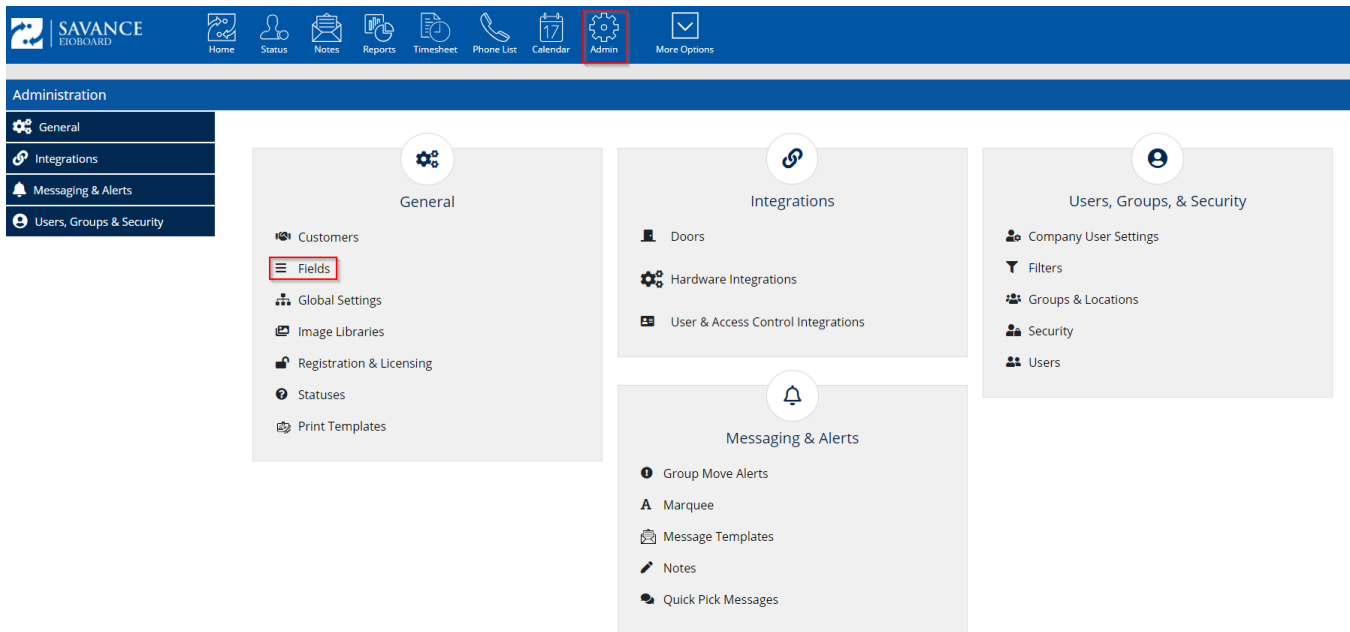 SAVANCE
EIOBOARD
Home
Status
Notes
Reports
Timesheet
Phone List
17
Calendar
Admin
More Options
Administration
General
Integrations
Messaging & Alerts
Users, Groups & Security
General
Customers
Fields
Global Settings
Image Libraries
Registration & Licensing
Statuses
Print Templates
Integrations
Doors
Hardware Integrations
User & Access Control Integrations
Messaging & Alerts
Group Move Alerts
A Marquee
Message Templates
Notes
Quick Pick Messages
Users, Groups, & Security
Company User Settings
Filters
Groups & Locations
Security
Users